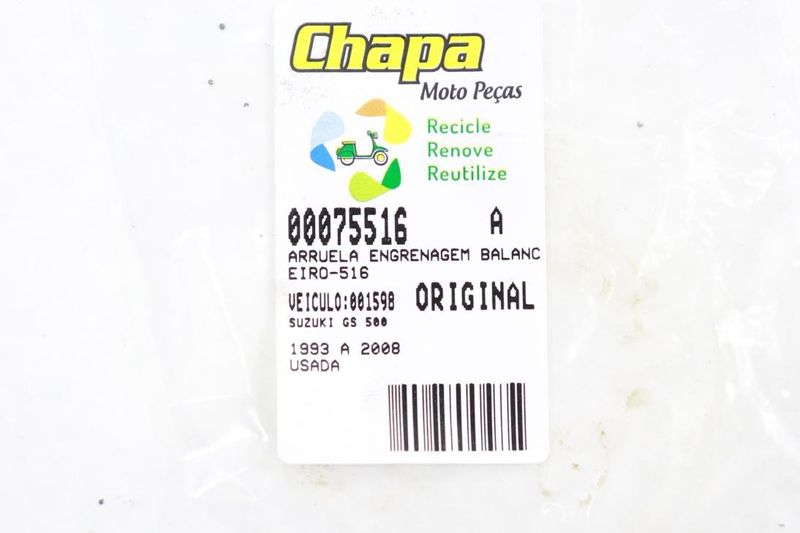 Chapa
Moto Peças
Recicle
Renove
Reutilize
00075516 A
ARRUELA ENGRENAGEM BALANC
EIRO-516
VEICULO:001598 ORIGINAL
SUZUKI GS 500
1993 A 2008
USADA